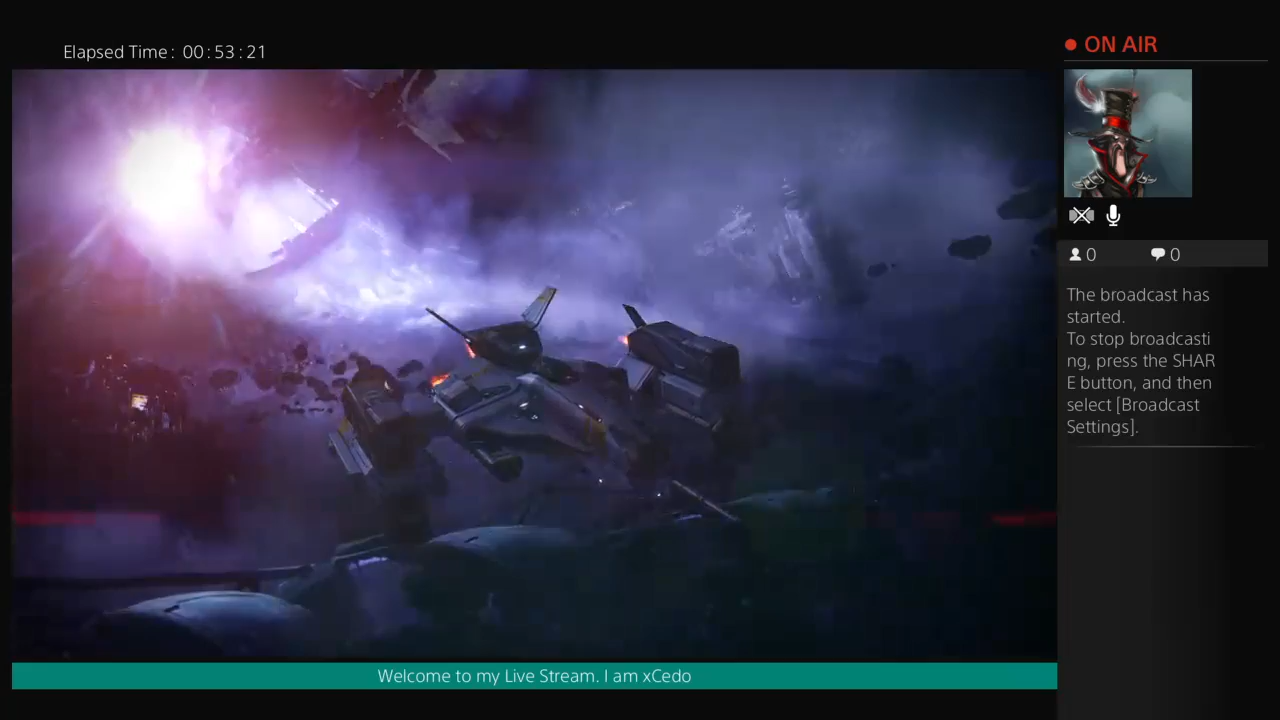 Elapsed Time: 00:53:21
ON AIR
0 0
The broadcast has
started.
To stop broadcasti
ng, press the SHAR
E button, and then
select [Broadcast
Settings].
Welcome to my Live Stream. I am xCedo